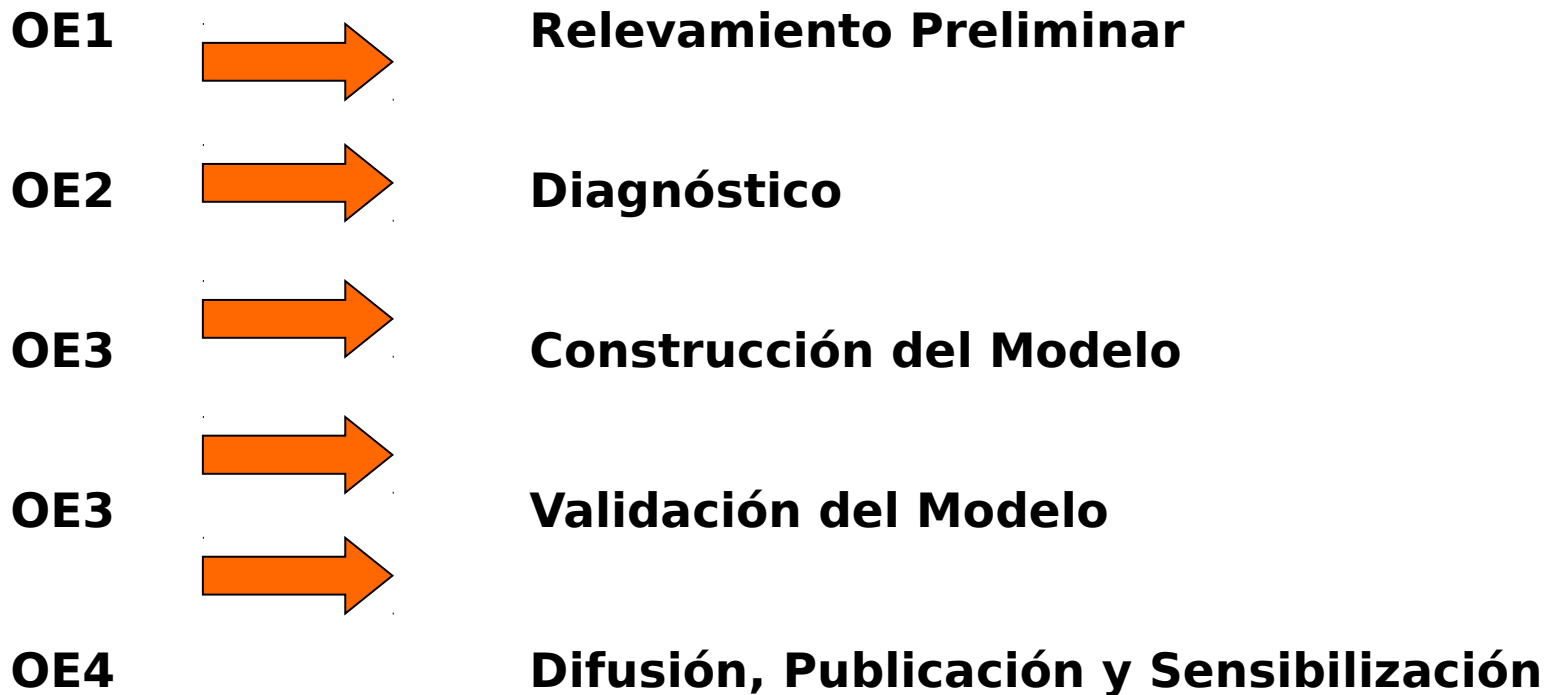 OE1 Relevamiento Preliminar
OE2 Diagnóstico
OE3 Construcción del Modelo
OE3 Validación del Modelo
OE4 Difusión, Publicación y Sensibilización